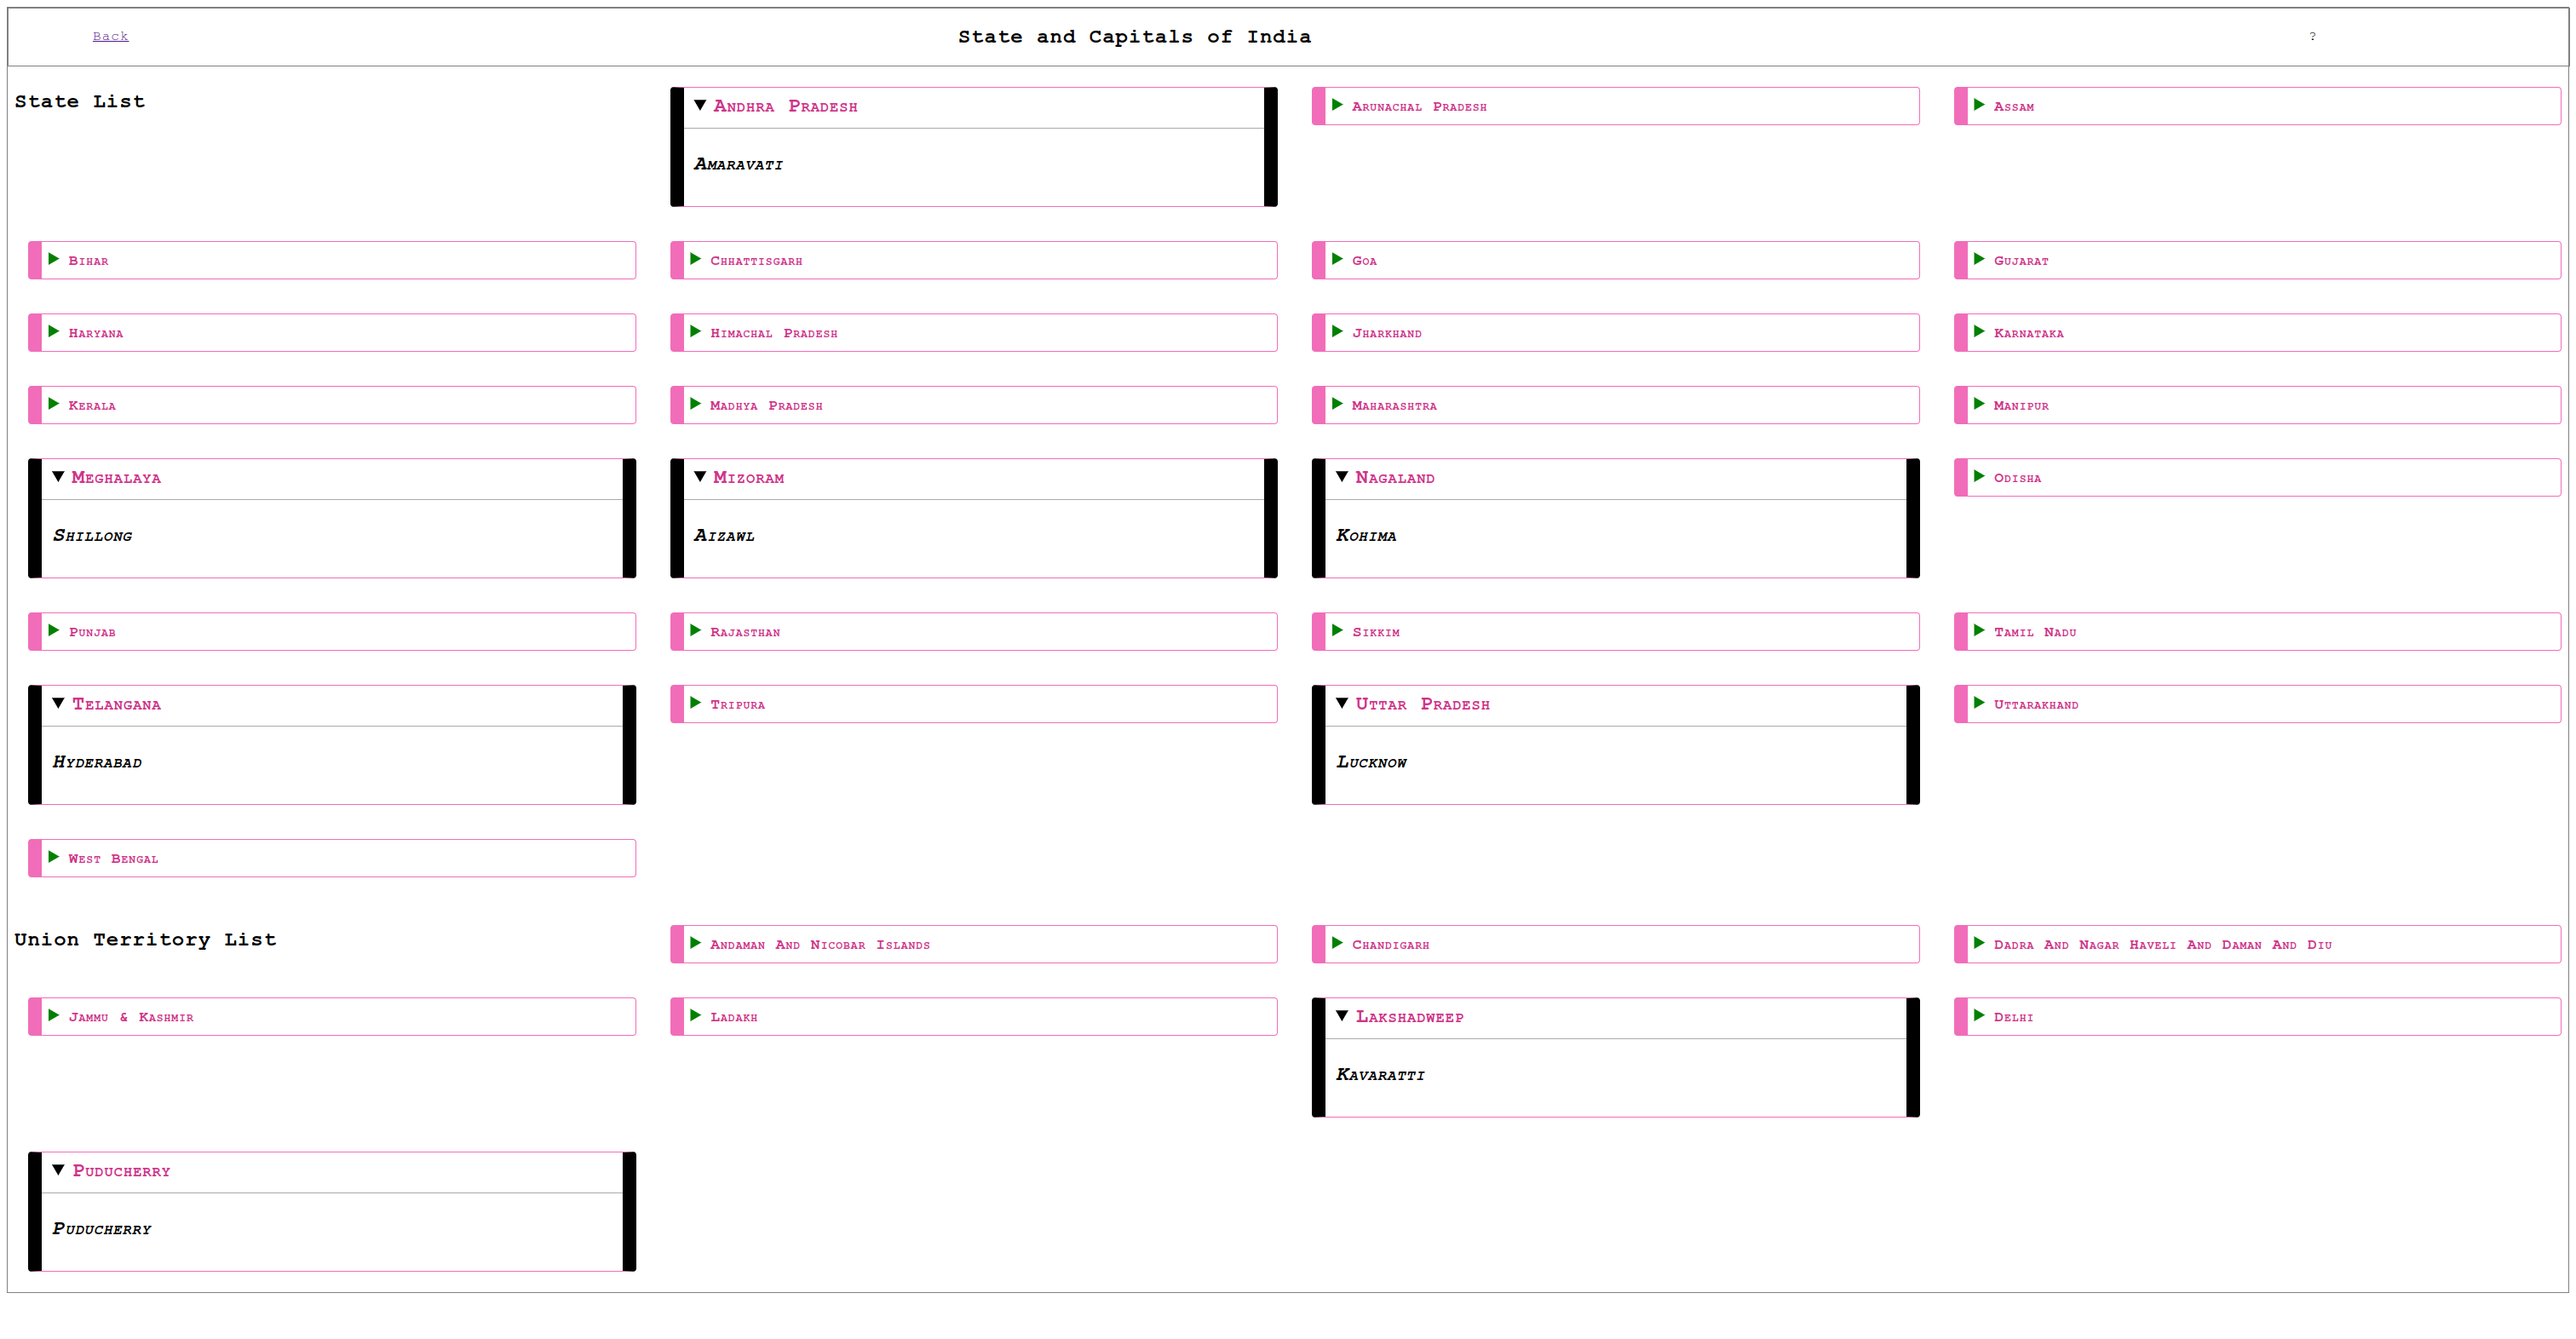 Back
State and Capitals of India
?
State List
Andhra Pradesh
Amaravati
Arunachal Pradesh
Assam
Bihar
Chhattisgarh
Goa
Gujarat
Haryana
Himachal Pradesh
Jharkhand
Karnataka
Kerala
Madhya Pradesh
Maharashtra
Manipur
Meghalaya
Shillong
Mizoram
Aizawl
Nagaland
Kohima
Odisha
Punjab
Rajasthan
Sikkim
Tamil Nadu
Telangana
Hyderabad
Tripura
Uttar Pradesh
Lucknow
Uttarakhand
West Bengal
Union Territory List
Andaman And Nicobar Islands
Chandigarh
Dadra And Nagar Haveli And Daman And Diu
Jammu & Kashmir
Ladakh
Lakshadweep
Kavaratti
Delhi
Puducherry
Puducherry